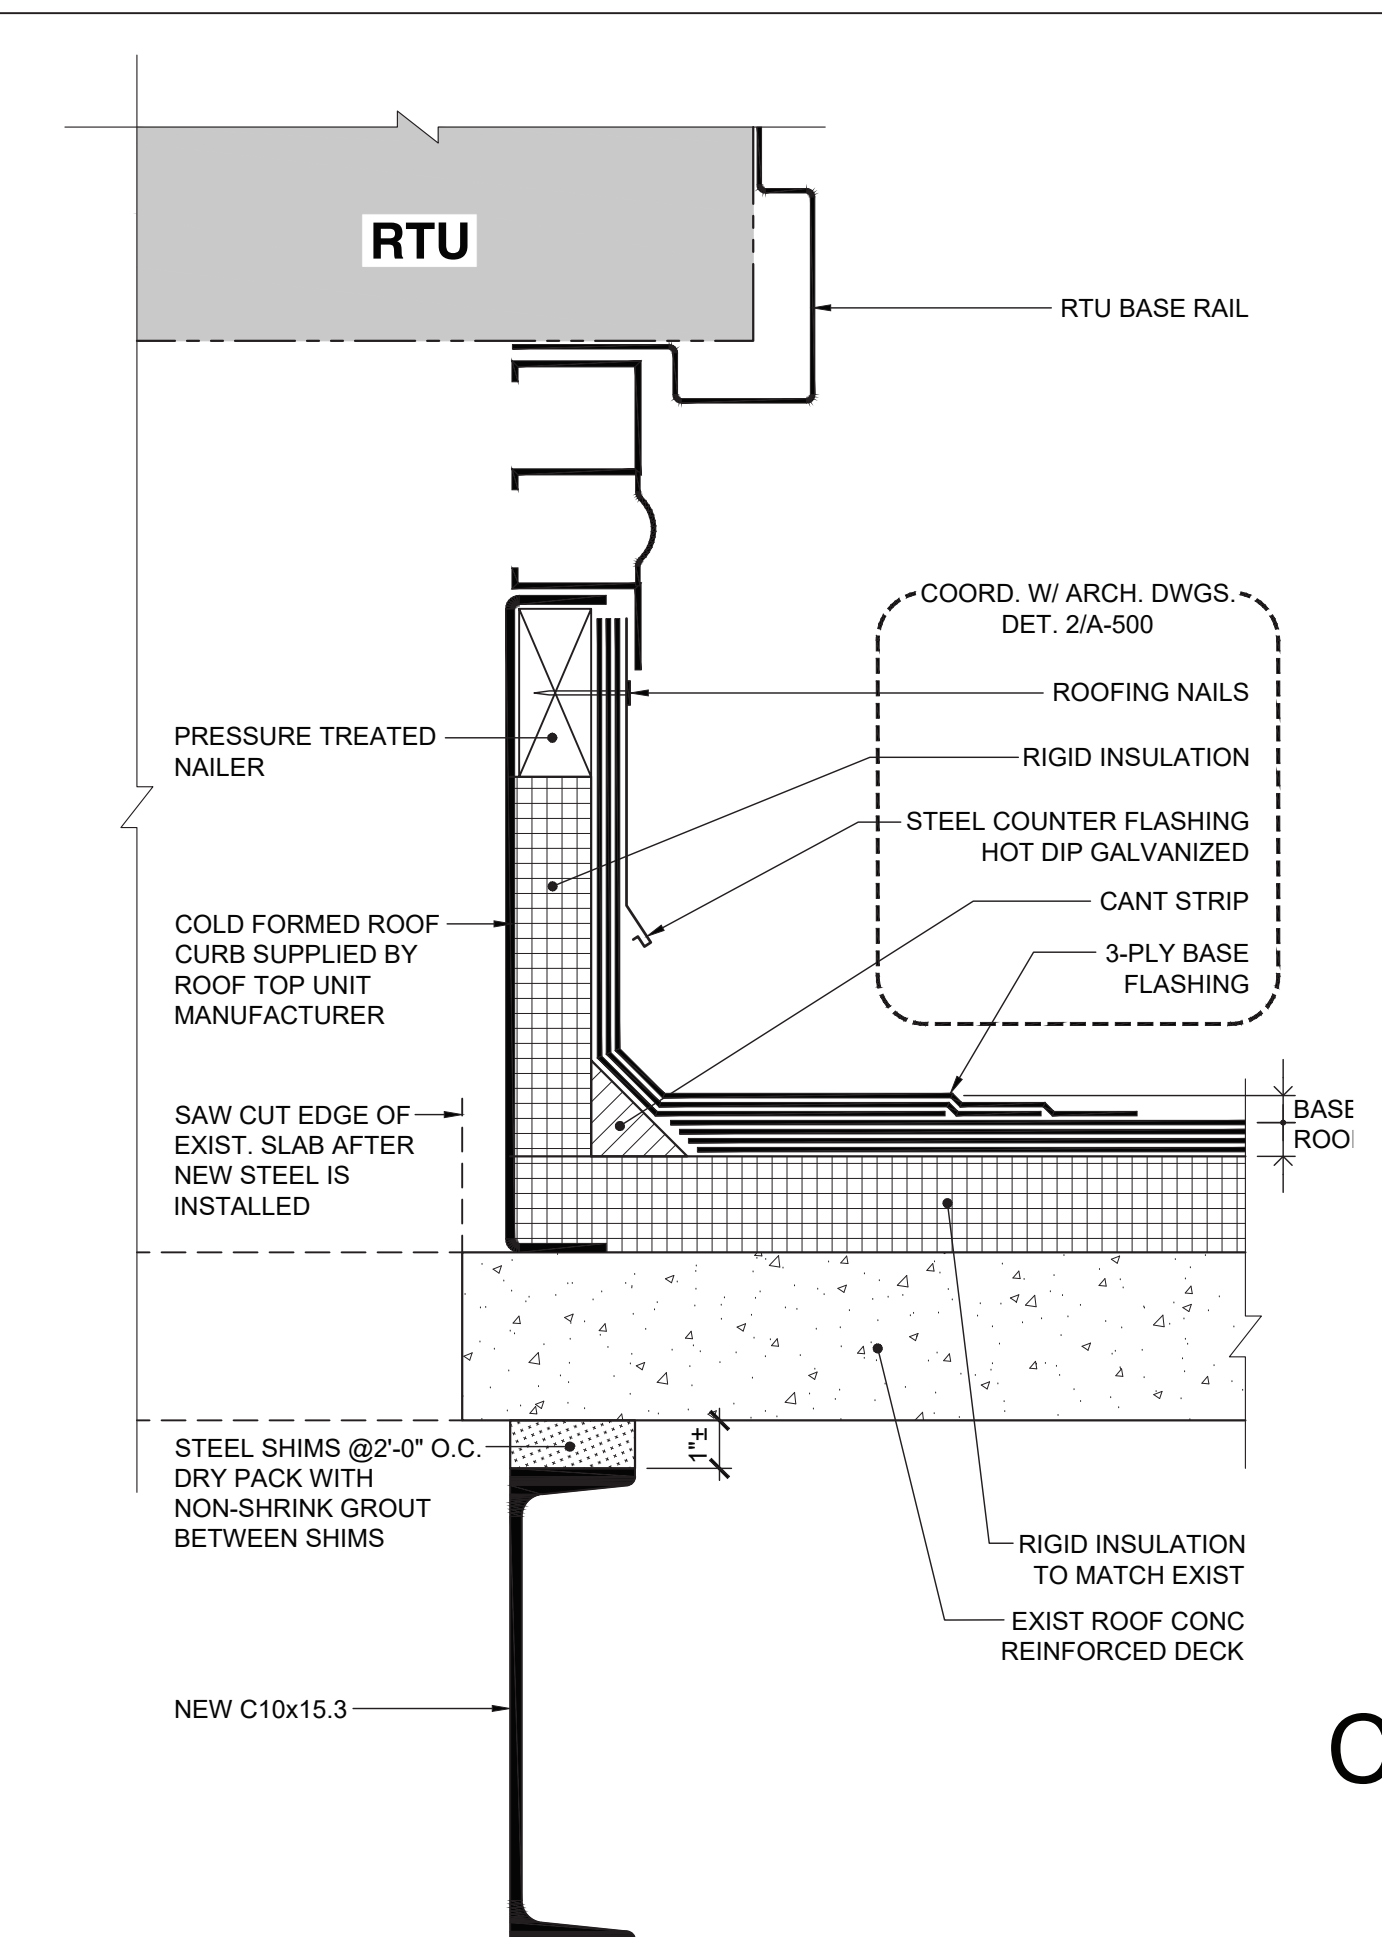 RTU
RTU BASE RAIL
COORD. W/ ARCH. DWGS.
DET. 2/A-500
ROOFING NAILS
PRESSURE TREATED
NAILER
RIGID INSULATION
STEEL COUNTER FLASHING
HOT DIP GALVANIZED
CANT STRIP
COLD FORMED ROOF
CURB SUPPLIED BY
ROOF TOP UNIT
MANUFACTURER
3-PLY BASE
FLASHING
SAW CUT EDGE OF
EXIST. SLAB AFTER
NEW STEEL IS
INSTALLED
BASE
STEEL SHIMS @2'-0" O.C.
DRY PACK WITH
NON-SHRINK GROUT
BETWEEN SHIMS
1"±
RIGID INSULATION
TO MATCH EXIST
EXIST ROOF CONC
REINFORCED DECK
NEW C10x15.3